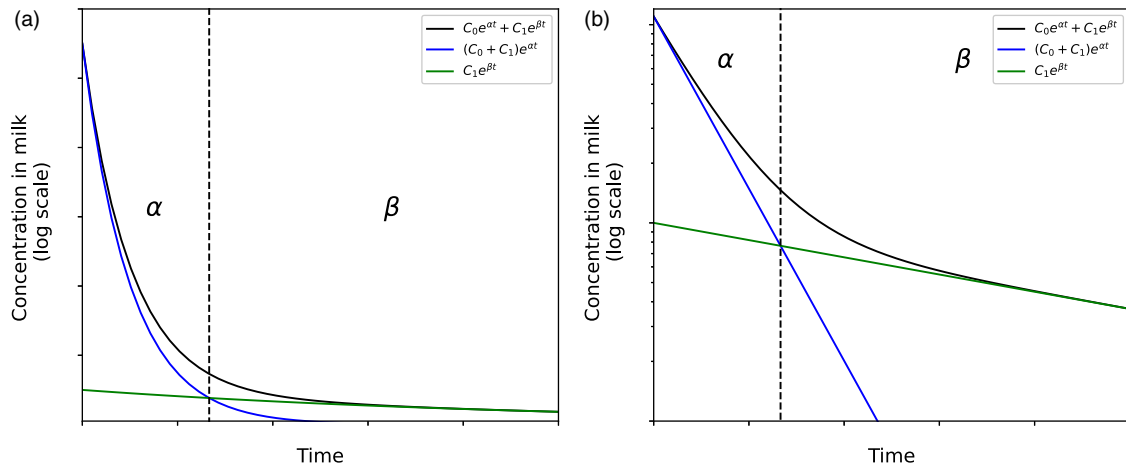 (a)
C₀e^{αt} + C₁e^{βt}
(C₀ + C₁)e^{αt}
C₁e^{βt}
α
β
Concentration in milk
(log scale)
Time
(b)
C₀e^{αt} + C₁e^{βt}
(C₀ + C₁)e^{αt}
C₁e^{βt}
α
β
Concentration in milk
(log scale)
Time